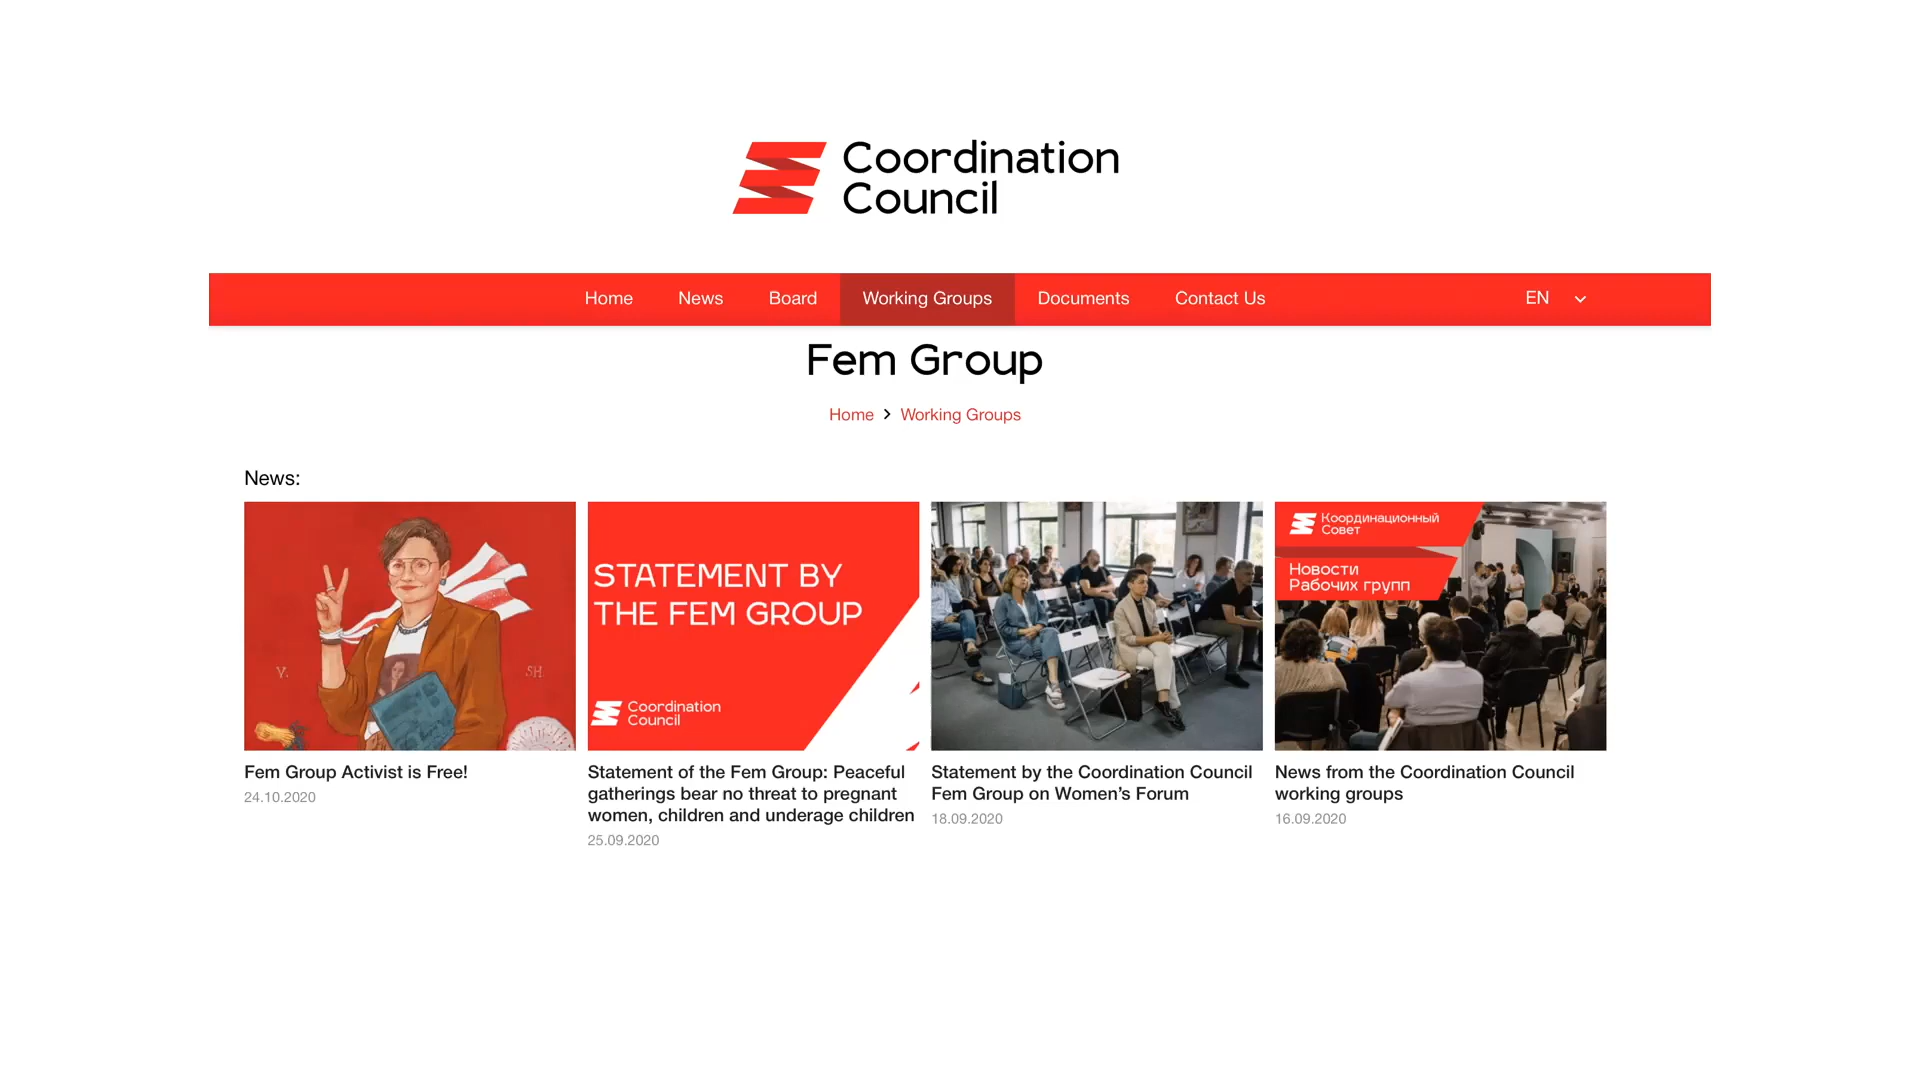 Coordination
Council
Home
News
Board
Working Groups
Documents
Contact Us
EN
Fem Group
Home
Working Groups
News:
V.
SH.
STATEMENT BY
THE FEM GROUP
Coordination
Council
Координационный
Совет
Новости
Рабочих групп
Fem Group Activist is Free!
24.10.2020
Statement of the Fem Group: Peaceful
gatherings bear no threat to pregnant
women, children and underage children
25.09.2020
Statement by the Coordination Council
Fem Group on Women’s Forum
18.09.2020
News from the Coordination Council
working groups
16.09.2020